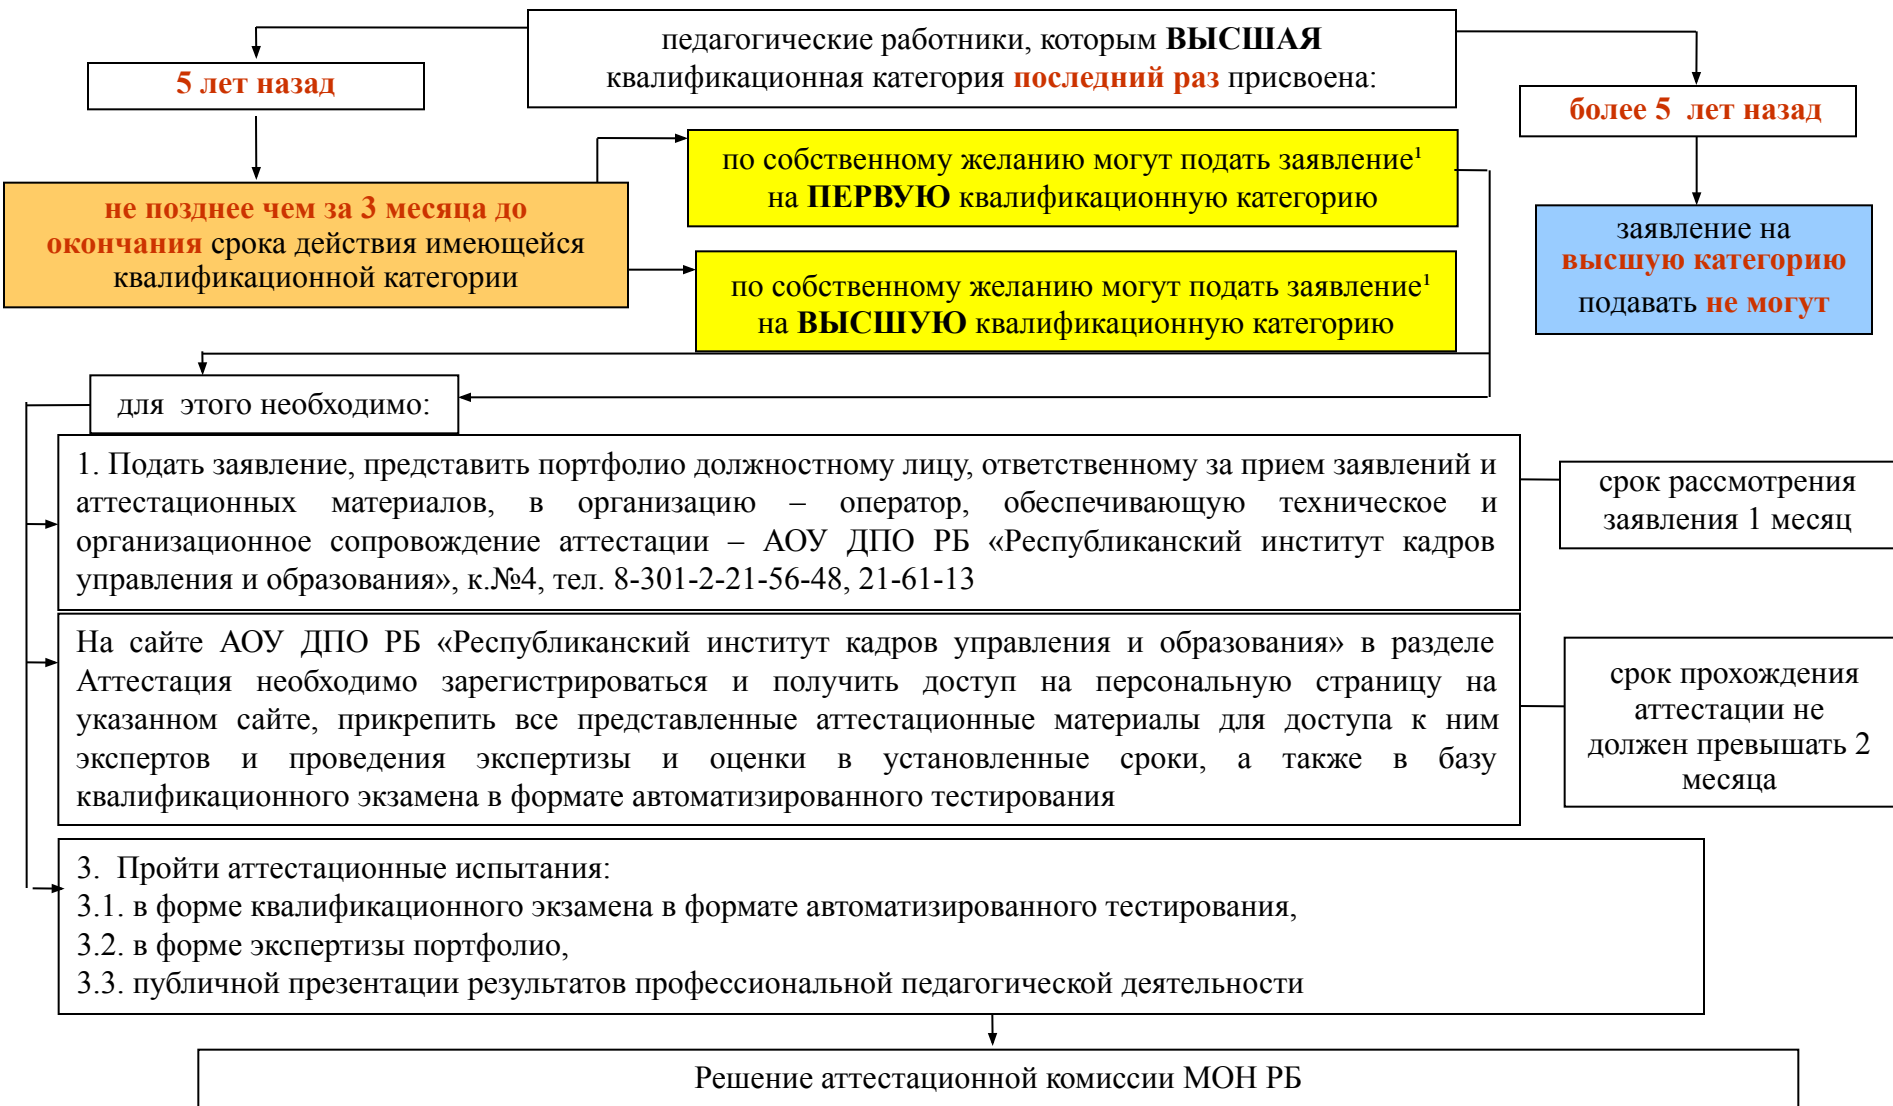 педагогические работники, которым ВЫСШАЯ
квалификационная категория последний раз присвоена:
5 лет назад
более 5 лет назад
не позднее чем за 3 месяца до
окончания срока действия имеющейся
квалификационной категории
по собственному желанию могут подать заявление¹
на ПЕРВУЮ квалификационную категорию
по собственному желанию могут подать заявление¹
на ВЫСШУЮ квалификационную категорию
заявление на
высшую категорию
подавать не могут
для этого необходимо:
1. Подать заявление, представить портфолио должностному лицу, ответственному за прием заявлений и
аттестационных материалов, в организацию – оператор, обеспечивающую техническое и
организационное сопровождение аттестации – АОУ ДПО РБ «Республиканский институт кадров
управления и образования», к.№4, тел. 8-301-2-21-56-48, 21-61-13
срок рассмотрения
заявления 1 месяц
На сайте АОУ ДПО РБ «Республиканский институт кадров управления и образования» в разделе
Аттестация необходимо зарегистрироваться и получить доступ на персональную страницу на
указанном сайте, прикрепить все представленные аттестационные материалы для доступа к ним
экспертов и проведения экспертизы и оценки в установленные сроки, а также в базу
квалификационного экзамена в формате автоматизированного тестирования
срок прохождения
аттестации не
должен превышать 2
месяца
3. Пройти аттестационные испытания:
3.1. в форме квалификационного экзамена в формате автоматизированного тестирования,
3.2. в форме экспертизы портфолио,
3.3. публичной презентации результатов профессиональной педагогической деятельности
Решение аттестационной комиссии МОН РБ